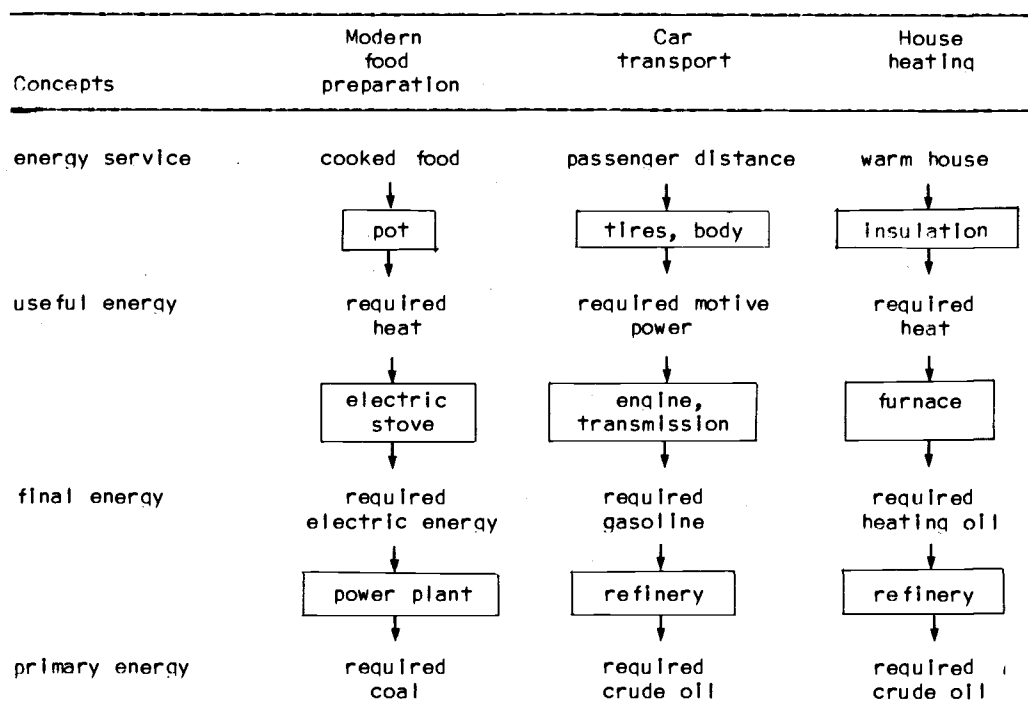 Modern Car House
food transport heating
Concepts preparation
energy service cooked food passenger distance warm house
pot tires, body insulation
useful energy required required motive required
heat power heat
electric engine, furnace
stove transmission
final energy required required required
electric energy gasoline heating oil
power plant refinery refinery
primary energy required required required
coal crude oil crude oil